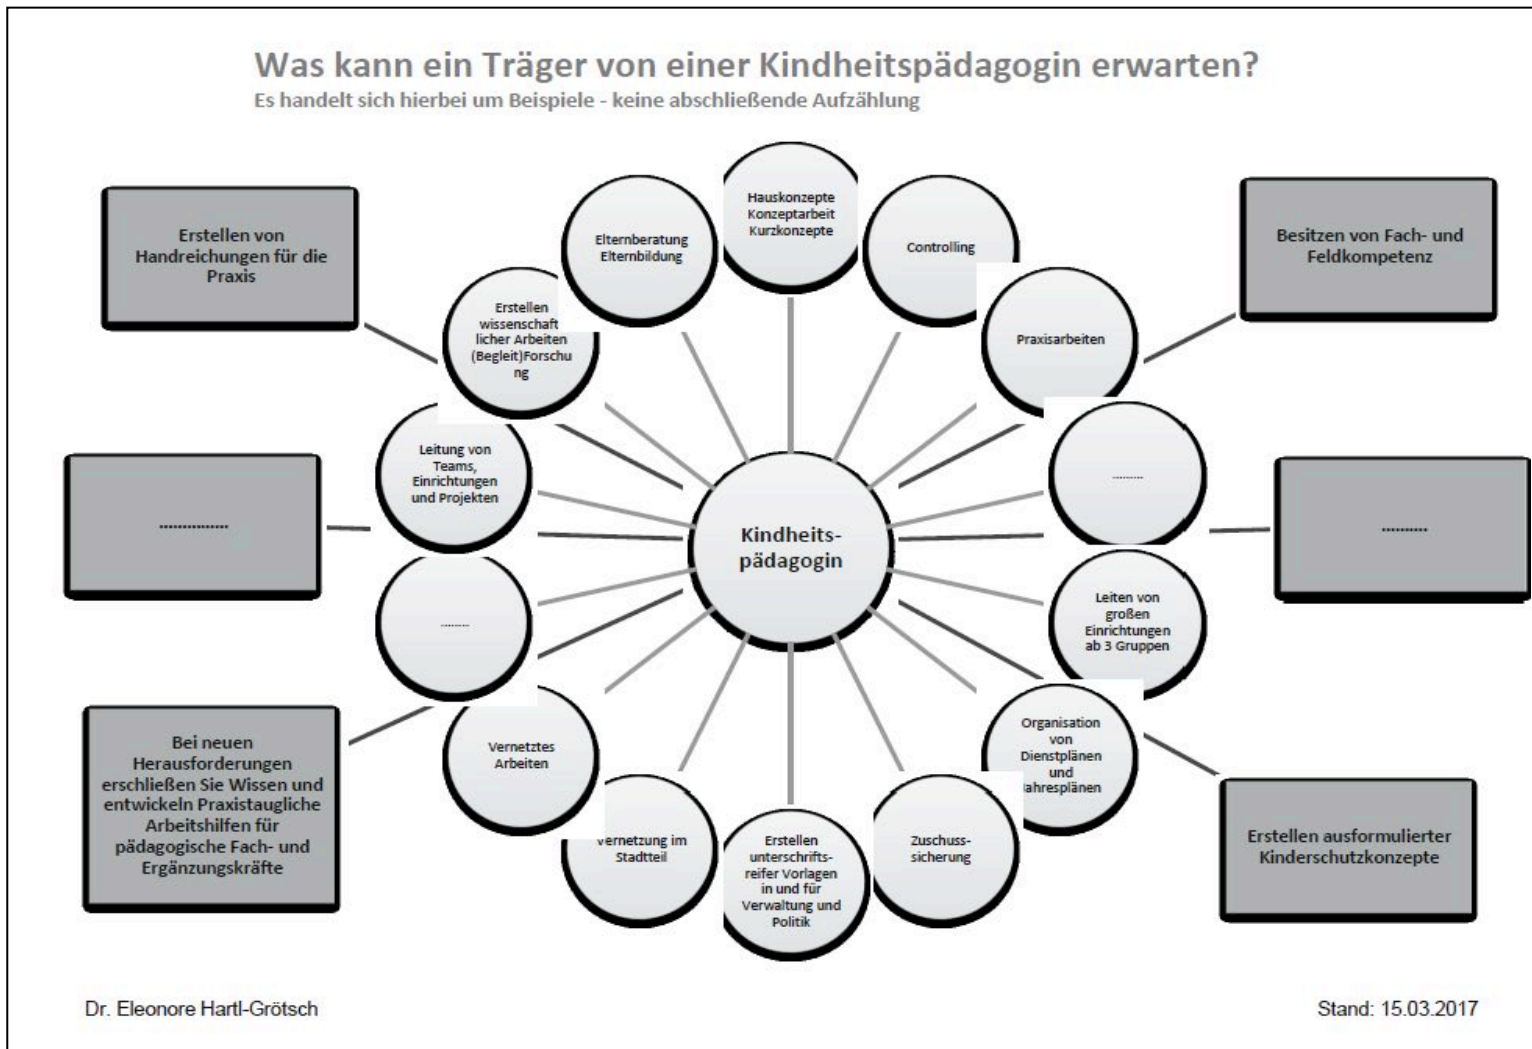 Was kann ein Träger von einer Kindheitspädagogin erwarten?
Es handelt sich hierbei um Beispiele - keine abschließende Aufzählung
Erstellen von
Handreichungen für die
Praxis
...............
Bei neuen
Herausforderungen
erschließen Sie Wissen und
entwickeln Praxistaugliche
Arbeitshilfen für
pädagogische Fach- und
Ergänzungskräfte
Hauskonzepte
Konzeptarbeit
Kurzkonzepte
Controlling
Praxisarbeiten
..........
Leiten von
großen
Einrichtungen
ab 3 Gruppen
Organisation
von
Dienstplänen
und
Jahresplänen
Zuschuss-
sicherung
Erstellen
unterschrifts-
reifer Vorlagen
in und für
Verwaltung und
Politik
Vernetzung im
Stadtteil
Vernetztes
Arbeiten
.........
Leitung von
Teams,
Einrichtungen
und Projekten
Erstellen
wissenschaft
licher Arbeiten
(Begleit)Forschu
ng
Elternberatung
Elternbildung
Kindheits-
pädagogin
Besitzen von Fach- und
Feldkompetenz
..........
Erstellen ausformulierter
Kinderschutzkonzepte
Dr. Eleonore Hartl-Grötsch
Stand: 15.03.2017